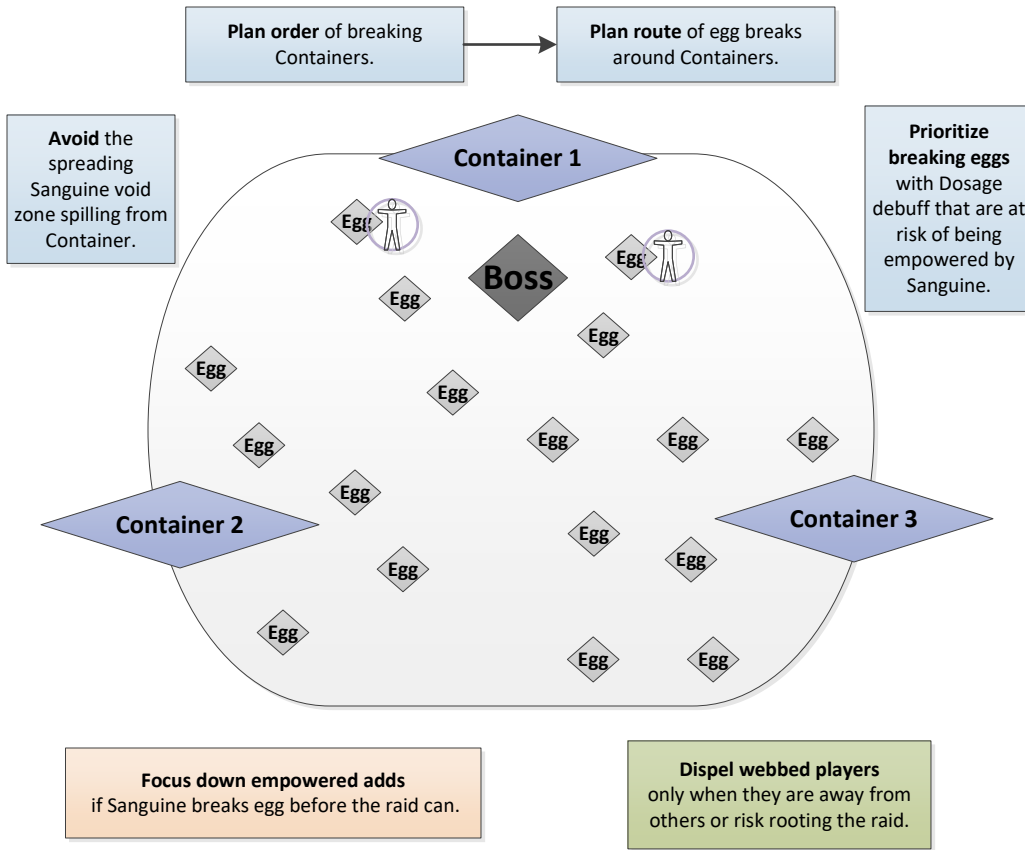 Plan order of breaking
Containers.
Plan route of egg breaks
around Containers.
Avoid the
spreading
Sanguine void
zone spilling from
Container.
Prioritize
breaking eggs
with Dosage
debuff that are at
risk of being
empowered by
Sanguine.
Container 1
Egg
Egg
Boss
Egg
Egg
Egg
Egg
Egg
Egg
Egg
Egg
Egg
Egg
Container 2
Container 3
Egg
Egg
Egg
Egg
Egg
Egg
Focus down empowered adds
if Sanguine breaks egg before the raid can.
Dispel webbed players
only when they are away from
others or risk rooting the raid.